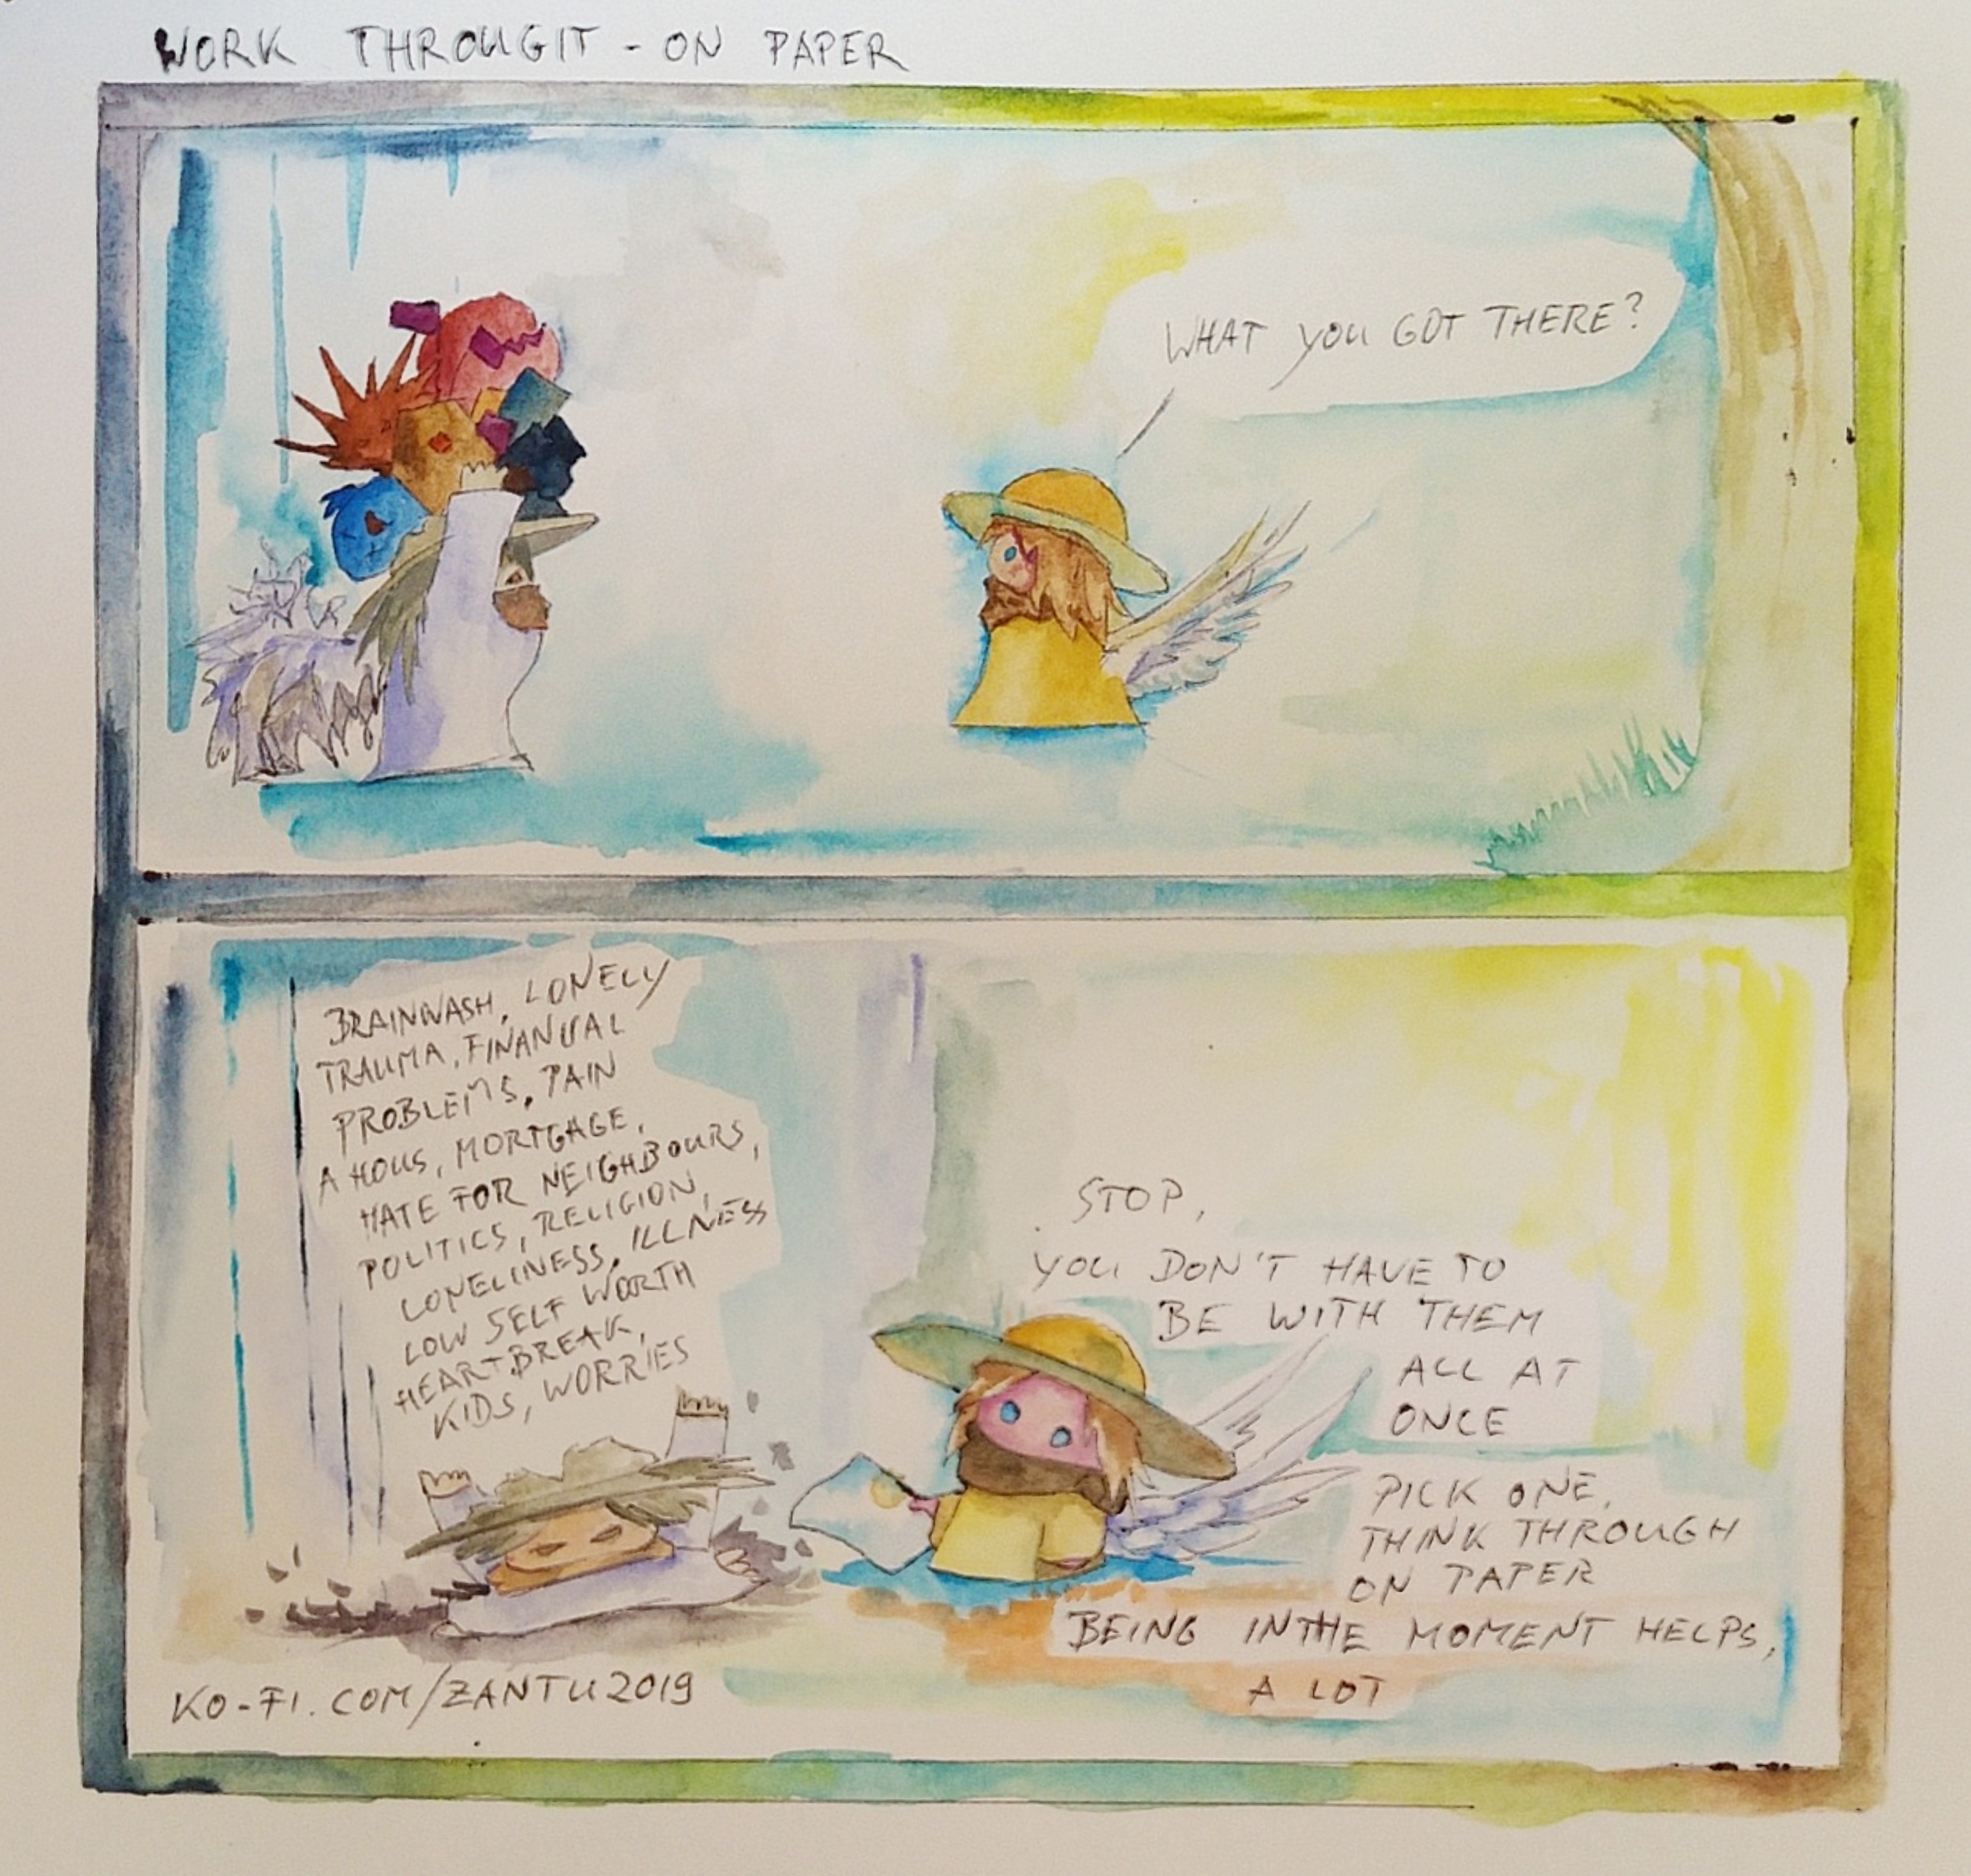 WORK THROUGIT - ON PAPER
WHAT YOU GOT THERE?
BRAINWASH, LONELY
TRAUMA, FINANCIAL
PROBLEMS, PAIN
A HOUS, MORTGAGE,
HATE FOR NEIGHBOURS,
POLITICS, RELIGION,
LONELINESS, ILLNESS
LOW SELF WORTH
HEARTBREAK,
KIDS, WORRIES
STOP,
YOU DON'T HAVE TO
BE WITH THEM
ALL AT
ONCE
PICK ONE,
THINK THROUGH
ON PAPER
BEING IN THE MOMENT HELPS,
A LOT
KO-FI.COM/ZANTU2019